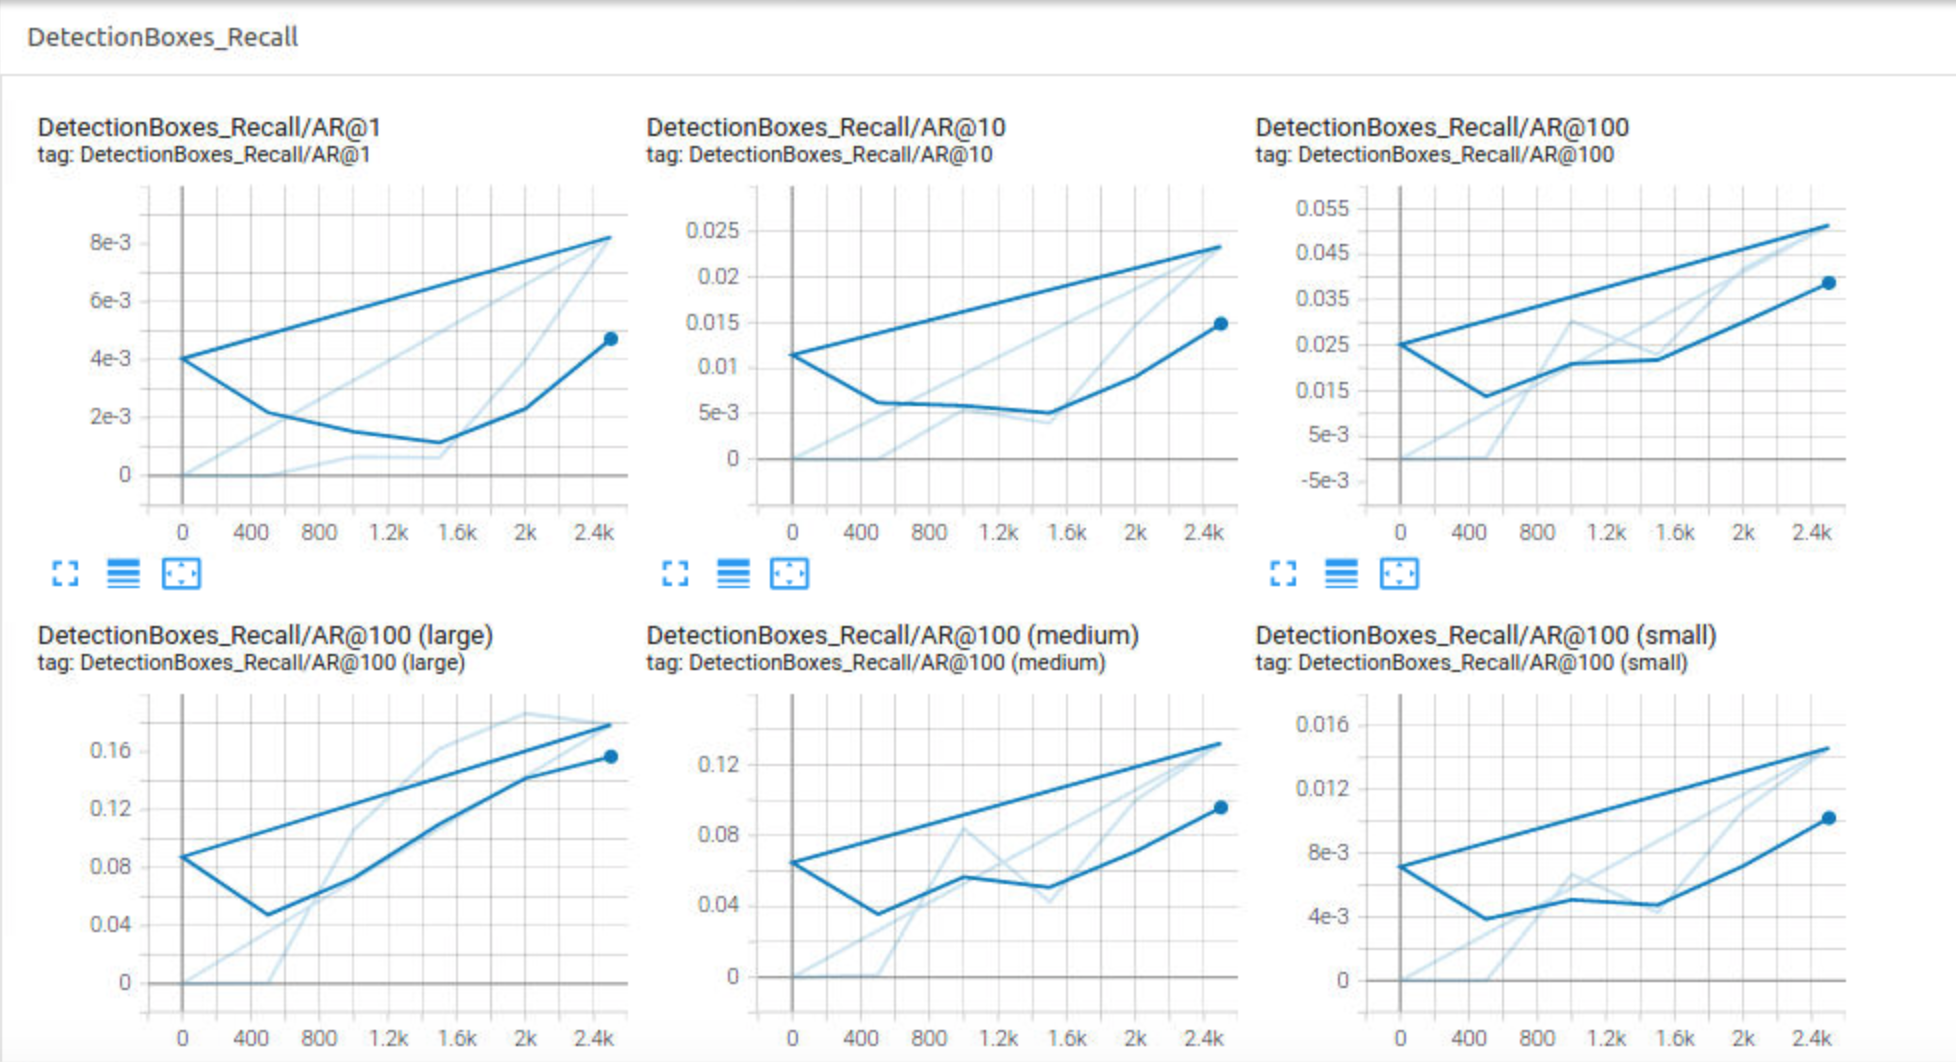 DetectionBoxes_Recall
DetectionBoxes_Recall/AR@1
tag: DetectionBoxes_Recall/AR@1
8e-3
6e-3
4e-3
2e-3
0
0 400 800 1.2k 1.6k 2k 2.4k
DetectionBoxes_Recall/AR@10
tag: DetectionBoxes_Recall/AR@10
0.025
0.02
0.015
0.01
5e-3
0
0 400 800 1.2k 1.6k 2k 2.4k
DetectionBoxes_Recall/AR@100
tag: DetectionBoxes_Recall/AR@100
0.055
0.045
0.035
0.025
0.015
5e-3
-5e-3
0 400 800 1.2k 1.6k 2k 2.4k
DetectionBoxes_Recall/AR@100 (large)
tag: DetectionBoxes_Recall/AR@100 (large)
0.16
0.12
0.08
0.04
0
0 400 800 1.2k 1.6k 2k 2.4k
DetectionBoxes_Recall/AR@100 (medium)
tag: DetectionBoxes_Recall/AR@100 (medium)
0.12
0.08
0.04
0
0 400 800 1.2k 1.6k 2k 2.4k
DetectionBoxes_Recall/AR@100 (small)
tag: DetectionBoxes_Recall/AR@100 (small)
0.016
0.012
8e-3
4e-3
0
0 400 800 1.2k 1.6k 2k 2.4k